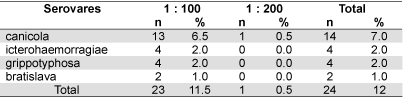 Serovares 1 : 100 1 : 200 Total
n % n % n %
canicola 13 6.5 1 0.5 14 7.0
icterohaemorragiae 4 2.0 0 0.0 4 2.0
grippotyphosa 4 2.0 0 0.0 4 2.0
bratislava 2 1.0 0 0.0 2 1.0
Total 23 11.5 1 0.5 24 12